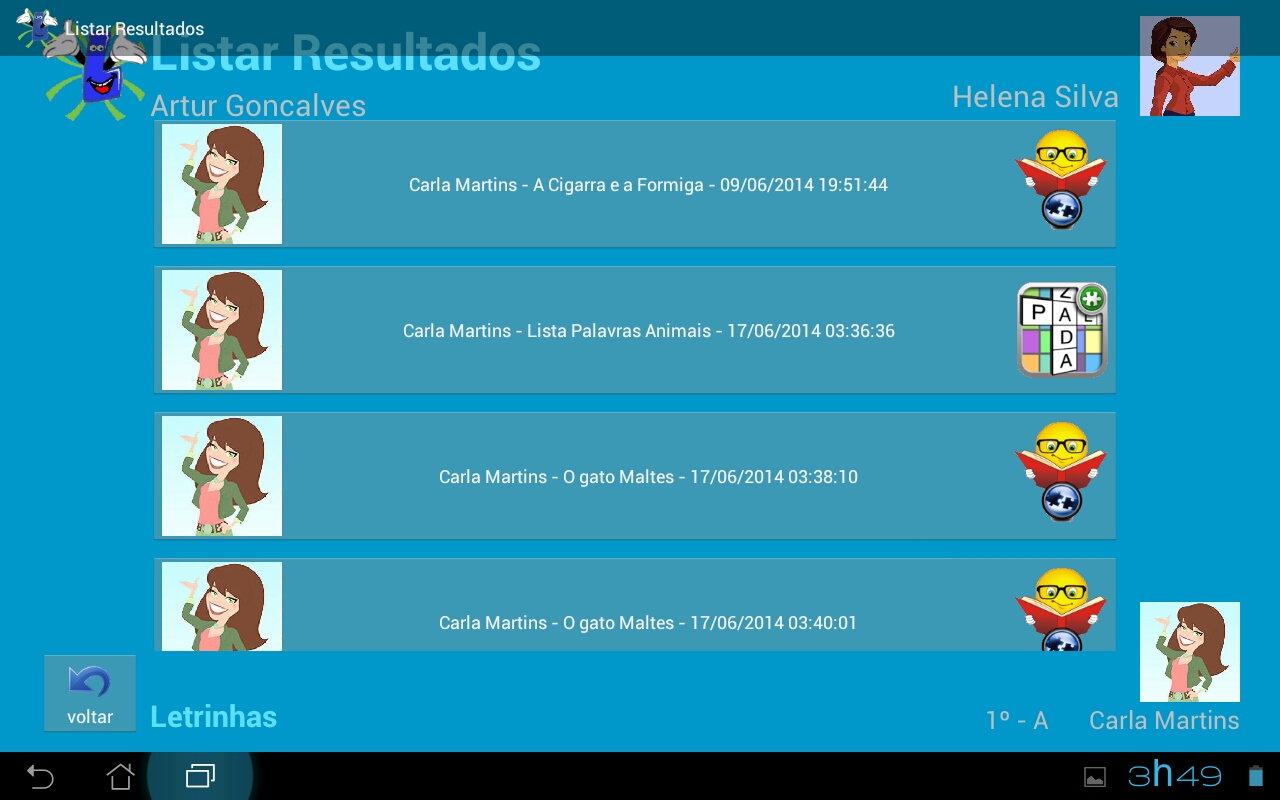 Listar Resultados
Listar Resultados
Artur Goncalves
Helena Silva
Carla Martins - A Cigarra e a Formiga - 09/06/2014 19:51:44
Carla Martins - Lista Palavras Animais - 17/06/2014 03:36:36
P A
D
A
Carla Martins - O gato Maltes - 17/06/2014 03:38:10
Carla Martins - O gato Maltes - 17/06/2014 03:40:01
voltar
Letrinhas
1º - A
Carla Martins
3h49